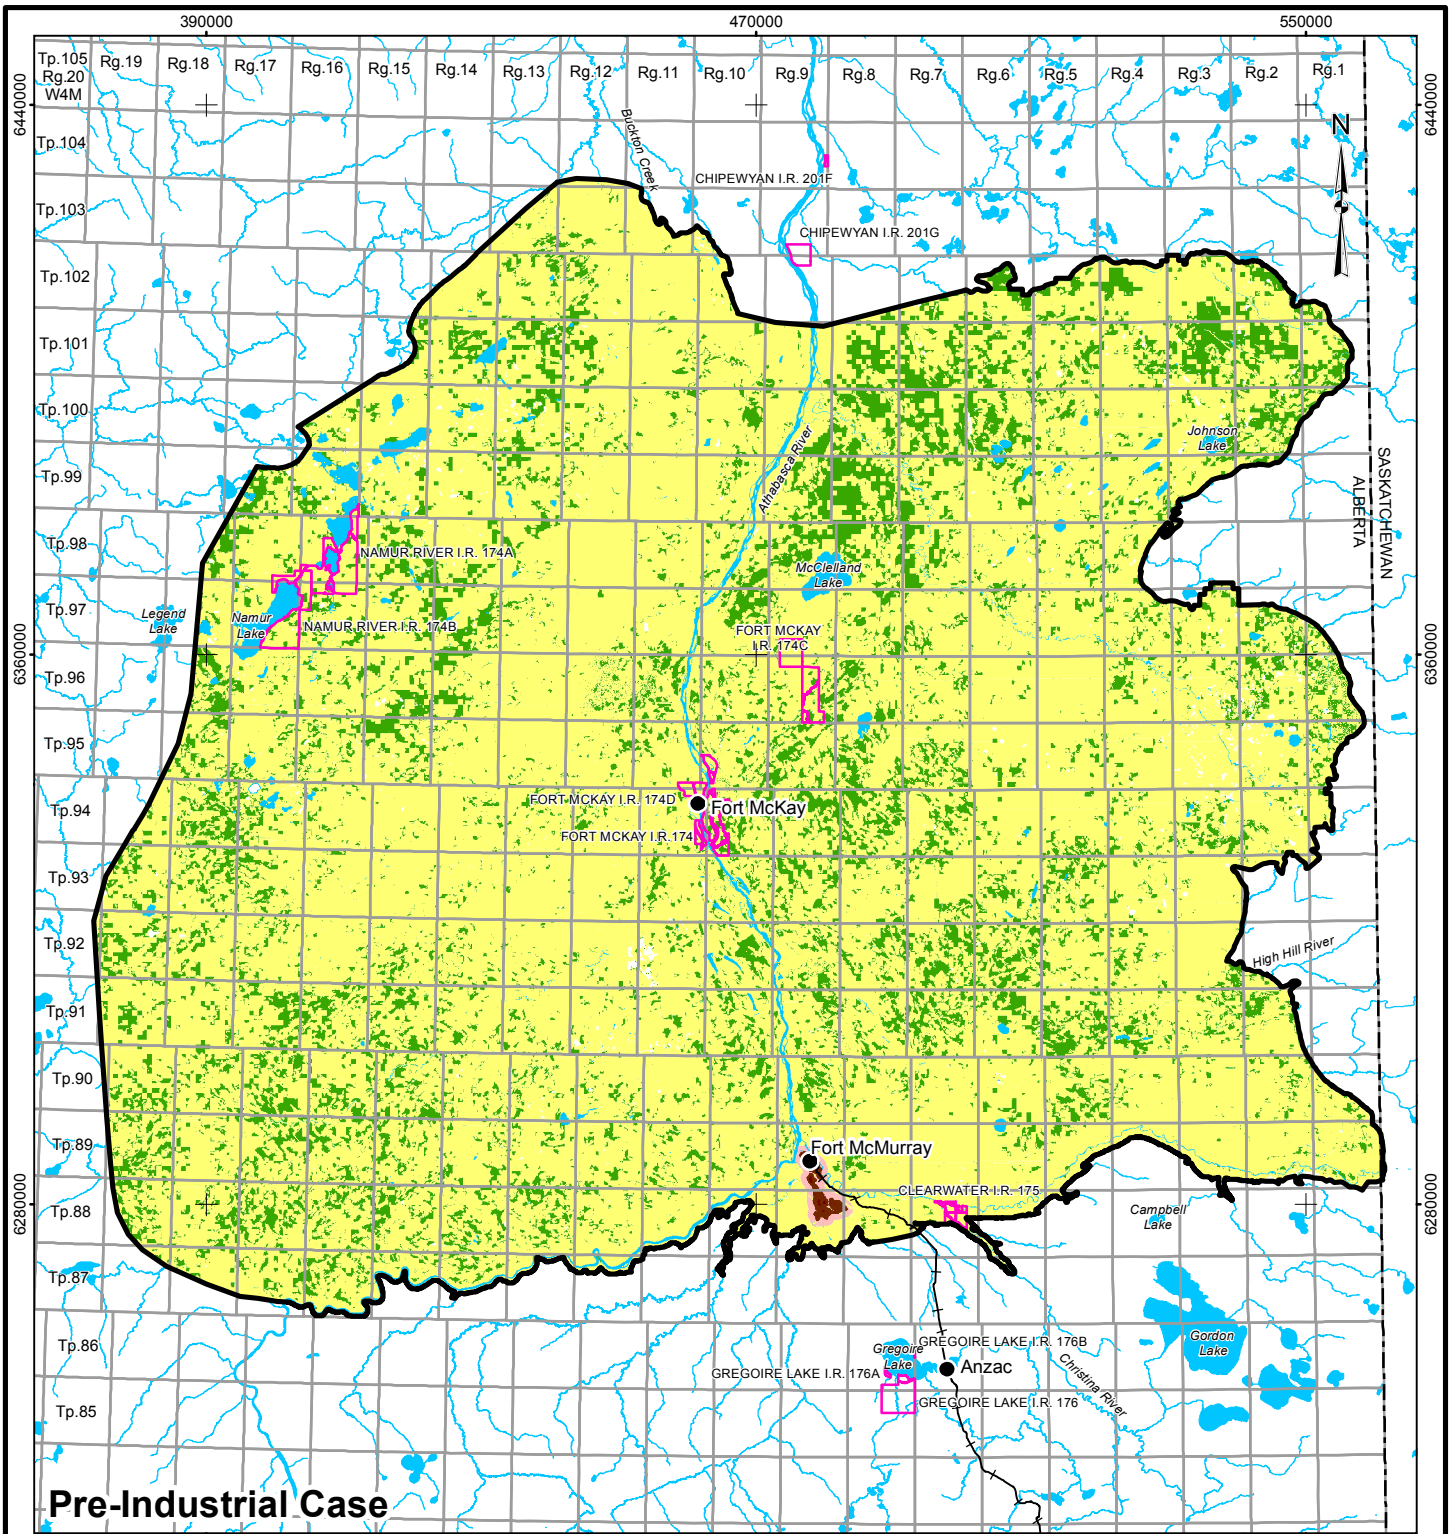 390000
470000
550000
Tp.105
Rg.20
W4M
Rg.19
Rg.18
Rg.17
Rg.16
Rg.15
Rg.14
Rg.13
Rg.12
Rg.11
Rg.10
Rg.9
Rg.8
Rg.7
Rg.6
Rg.5
Rg.4
Rg.3
Rg.2
Rg.1
6440000
6440000
N
Buckton Creek
Tp.104
CHIPEWYAN I.R. 201F
Tp.103
CHIPEWYAN I.R. 201G
Tp.102
Tp.101
Tp.100
Johnson
Lake
Athabasca River
Tp.99
SASKATCHEWAN
ALBERTA
Tp.98
NAMUR RIVER I.R. 174A
McClelland
Lake
Tp.97
Legend
Lake
Namur
Lake
NAMUR RIVER I.R. 174B
FORT MCKAY
I.R. 174C
6360000
6360000
Tp.96
Tp.95
Tp.94
FORT MCKAY I.R. 174D
Fort McKay
FORT MCKAY I.R.174
Tp.93
Tp.92
High Hill River
Tp.91
Tp.90
Tp.89
Fort McMurray
CLEARWATER I.R. 175
6280000
6280000
Tp.88
Campbell
Lake
Tp.87
Tp.86
GREGOIRE LAKE I.R. 176B
Gregoire
Lake
Gordon
Lake
Anzac
GREGOIRE LAKE I.R. 176A
Christina River
GREGOIRE LAKE I.R. 176
Tp.85
Pre-Industrial Case